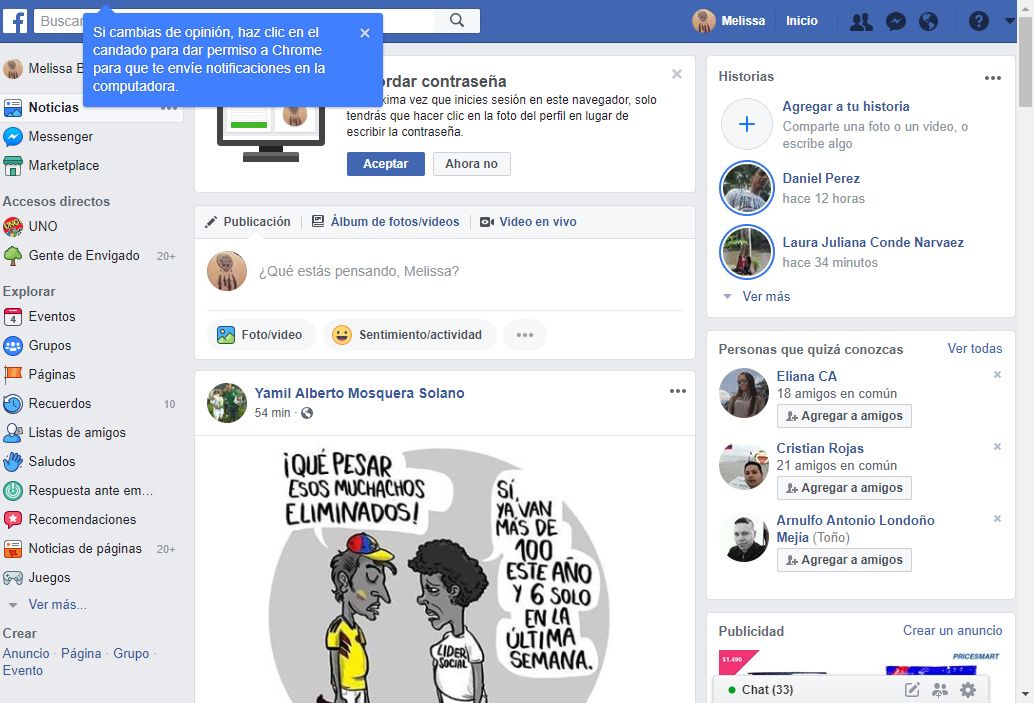 Buscar
Melissa
Inicio
Si cambias de opinión, haz clic en el
candado para dar permiso a Chrome
para que te envíe notificaciones en la
computadora.
Melissa B
Noticias
Messenger
Marketplace
Accesos directos
UNO
Gente de Envigado 20+
Explorar
Eventos
Grupos
Páginas
Recuerdos 10
Listas de amigos
Saludos
Respuesta ante em...
Recomendaciones
Noticias de páginas 20+
Juegos
Ver más...
Crear
Anuncio · Página · Grupo ·
Evento
ordar contraseña
xima vez que inicies sesión en este navegador, solo
tendrás que hacer clic en la foto del perfil en lugar de
escribir la contraseña.
Aceptar
Ahora no
Publicación
Álbum de fotos/videos
Video en vivo
¿Qué estás pensando, Melissa?
Foto/video
Sentimiento/actividad
Yamil Alberto Mosquera Solano
54 min ·
¡QUÉ PESAR
ESOS MUCHACHOS
ELIMINADOS!
SÍ,
YA VAN
MÁS DE
100
ESTE AÑO
Y 6 SOLO
EN LA
ÚLTIMA
SEMANA.
LÍDER
SOCIAL
Historias
Agregar a tu historia
Comparte una foto o un video, o
escribe algo
Daniel Perez
hace 12 horas
Laura Juliana Conde Narvaez
hace 34 minutos
Ver más
Personas que quizá conozcas
Ver todas
Eliana CA
18 amigos en común
Agregar a amigos
Cristian Rojas
21 amigos en común
Agregar a amigos
Arnulfo Antonio Londoño
Mejía (Toño)
Agregar a amigos
Publicidad
Crear un anuncio
$1.490
PRICESMART
Chat (33)